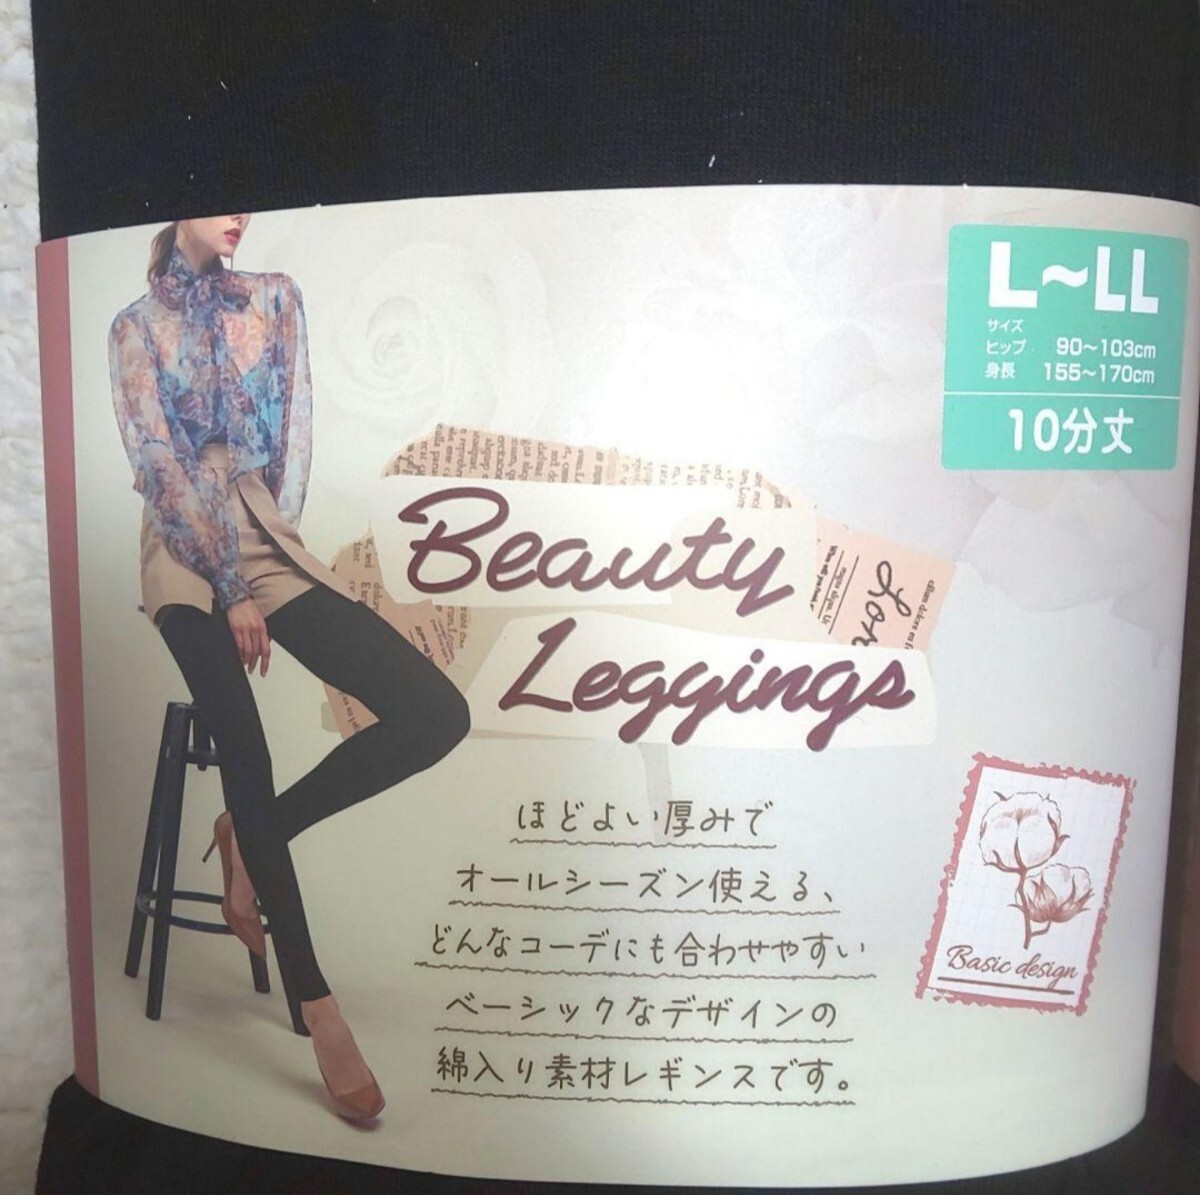 L～LL
サイズ
ヒップ 90～103cm
身長 155～170cm
10分丈
Beauty
Leggings
ほどよい厚みで
オールシーズン使える、
どんなコーデにも合わせやすい
ベーシックなデザインの
綿入り素材レギンスです。
Basic design